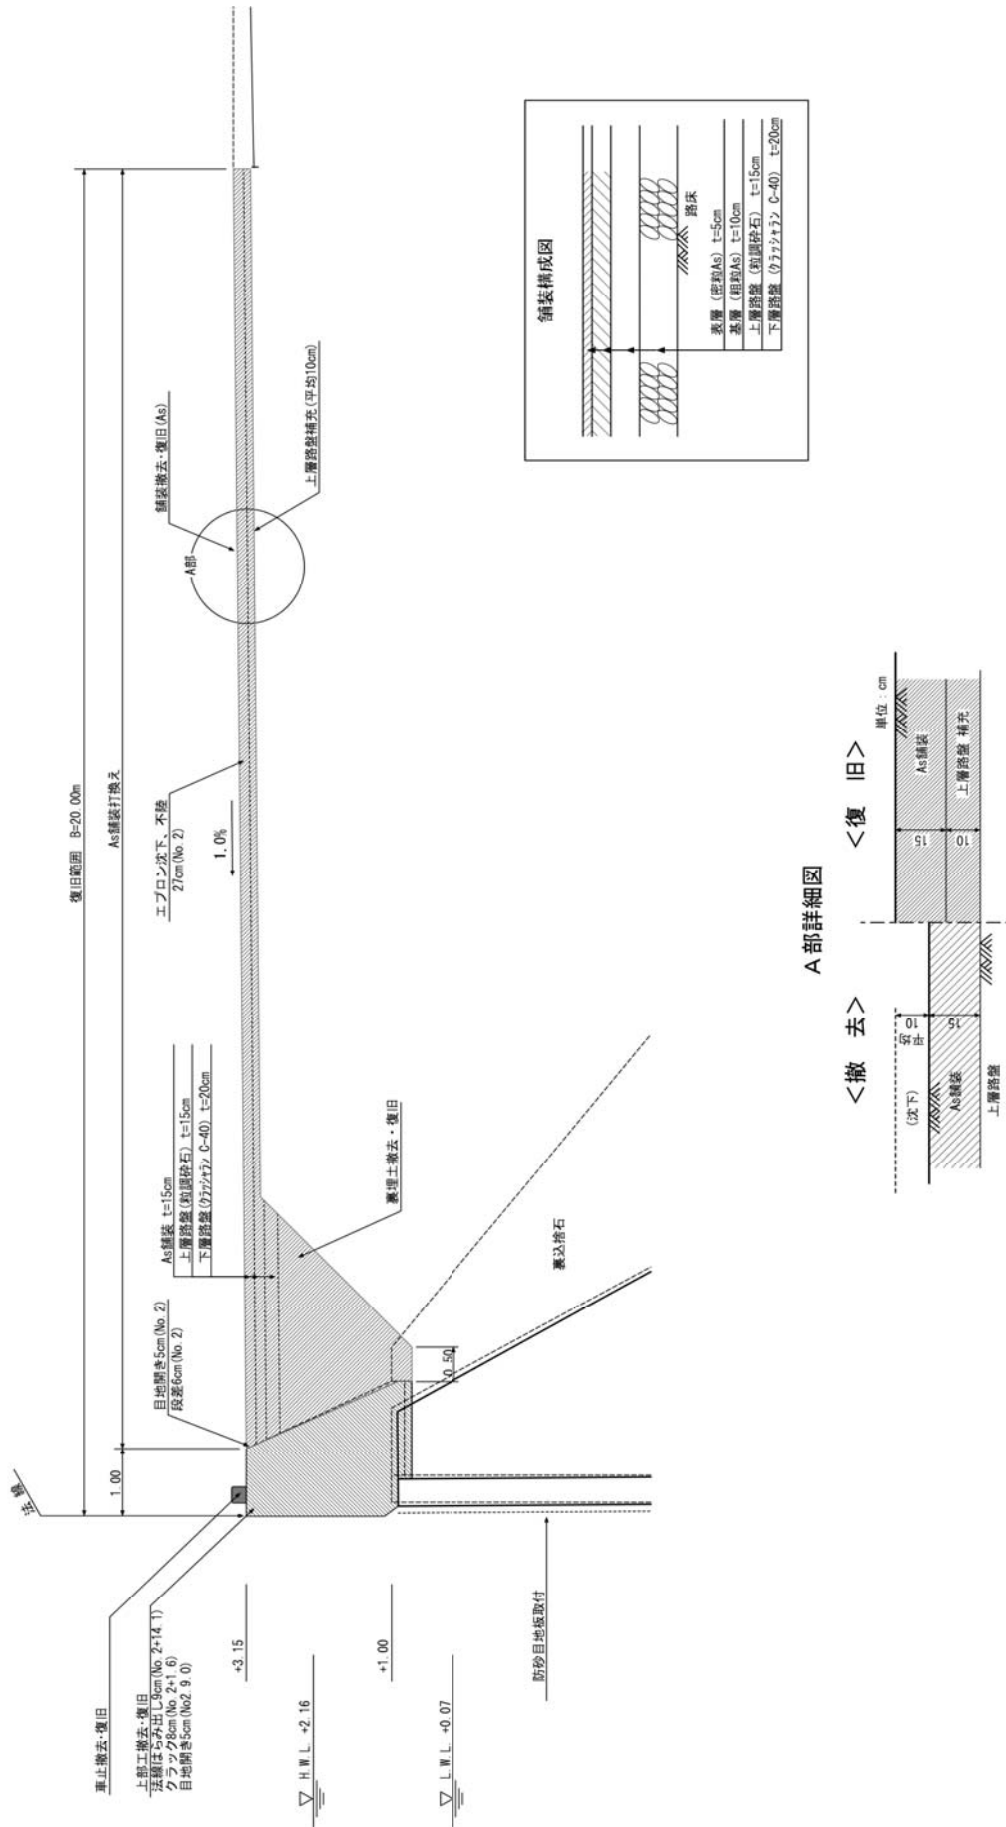 復旧範囲 B=20.00m
1.00
As舗装打換え
法線
車止撤去・復旧
上部工撤去・復旧
法線はらみ出し9cm(No.2+14.1)
クラック8cm(No.2+1.6)
目地開き5cm(No2.9.0)
目地開き5cm(No.2)
段差6cm(No.2)
As舗装 t=15cm
上層路盤(粒調砕石) t=15cm
下層路盤(クラッシャラン C-40) t=20cm
エプロン沈下、不陸
27cm(No.2)
1.0%
舗装撤去・復旧(As)
A部
上層路盤補充(平均10cm)
+3.15
H.W.L. +2.16
+1.00
L.W.L. +0.07
裏埋土撤去・復旧
0.50
裏込捨石
防砂目地板取付
舗装構成図
路床
表層 (密粒As) t=5cm
基層 (粗粒As) t=10cm
上層路盤 (粒調砕石) t=15cm
下層路盤 (クラッシャラン C-40) t=20cm
A部詳細図
<撤 去>
<復 旧>
単位:cm
(沈下)
平均
10
As舗装
15
上層路盤
As舗装
15
上層路盤 補充
10